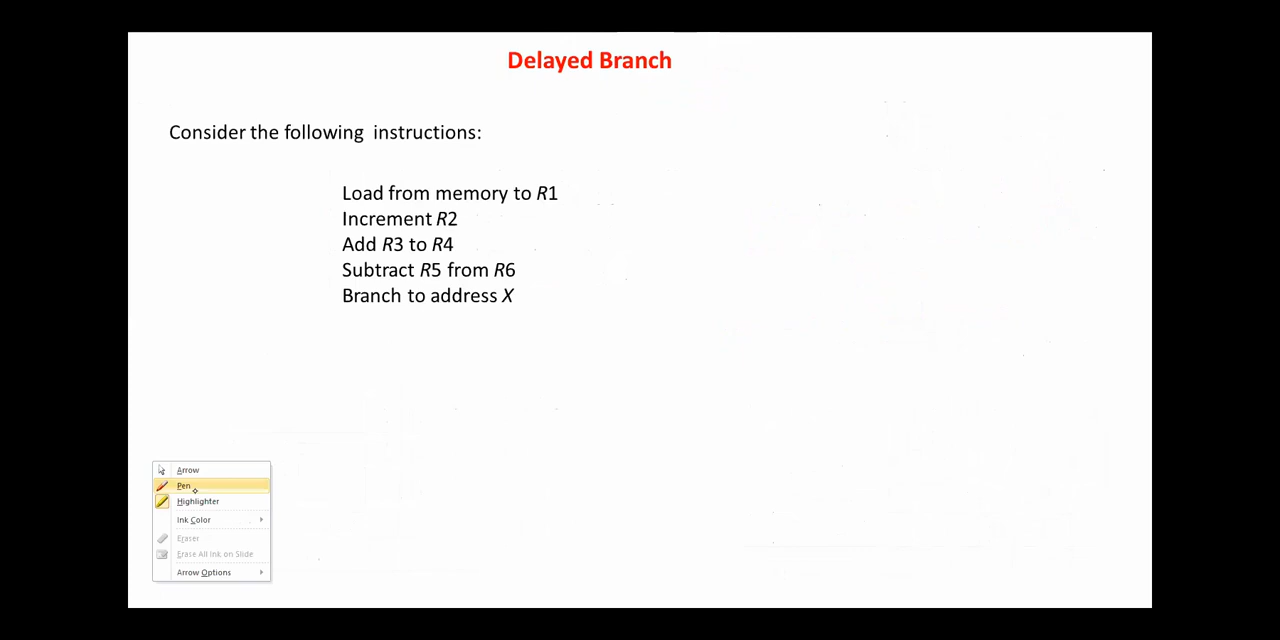 Delayed Branch
Consider the following instructions:
Load from memory to R1
Increment R2
Add R3 to R4
Subtract R5 from R6
Branch to address X
Arrow
Pen
Highlighter
Ink Color
Eraser
Erase All Ink on Slide
Arrow Options